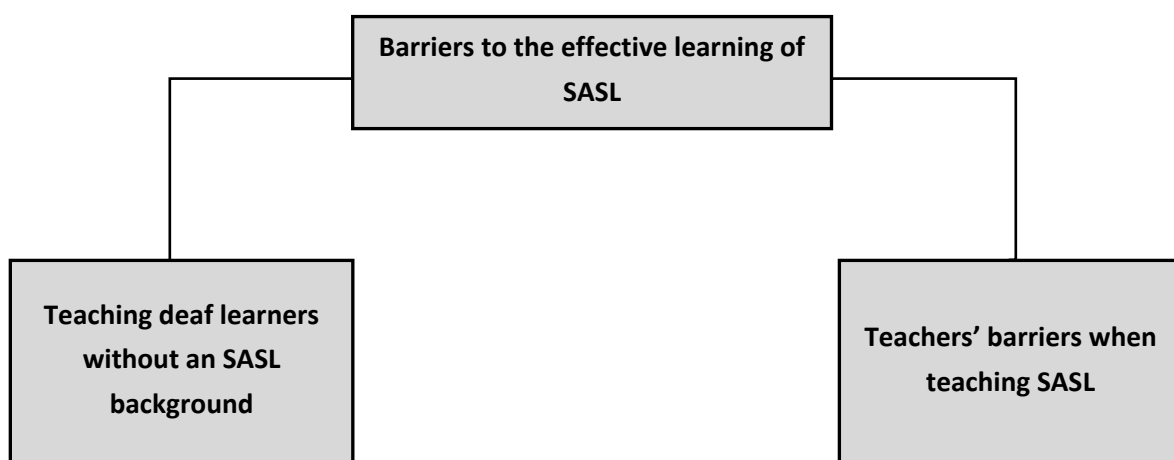 Barriers to the effective learning of
SASL
Teaching deaf learners
without an SASL
background
Teachers’ barriers when
teaching SASL